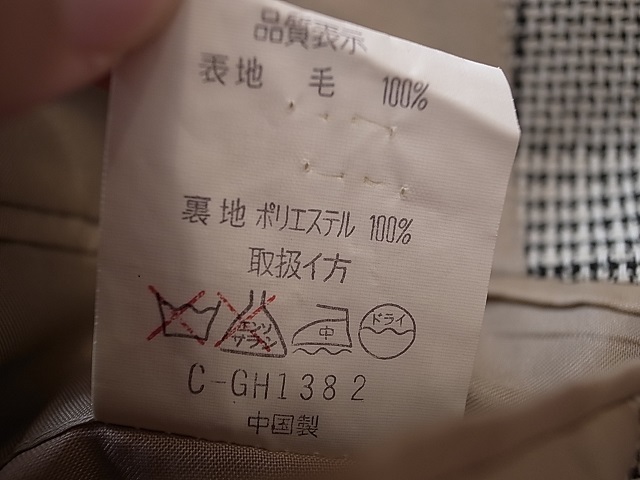 品質表示
表地 毛 100%
裏地 ポリエステル 100%
取扱イ方
エンソ サラシ 中 ドライ
C-GH1382
中国製